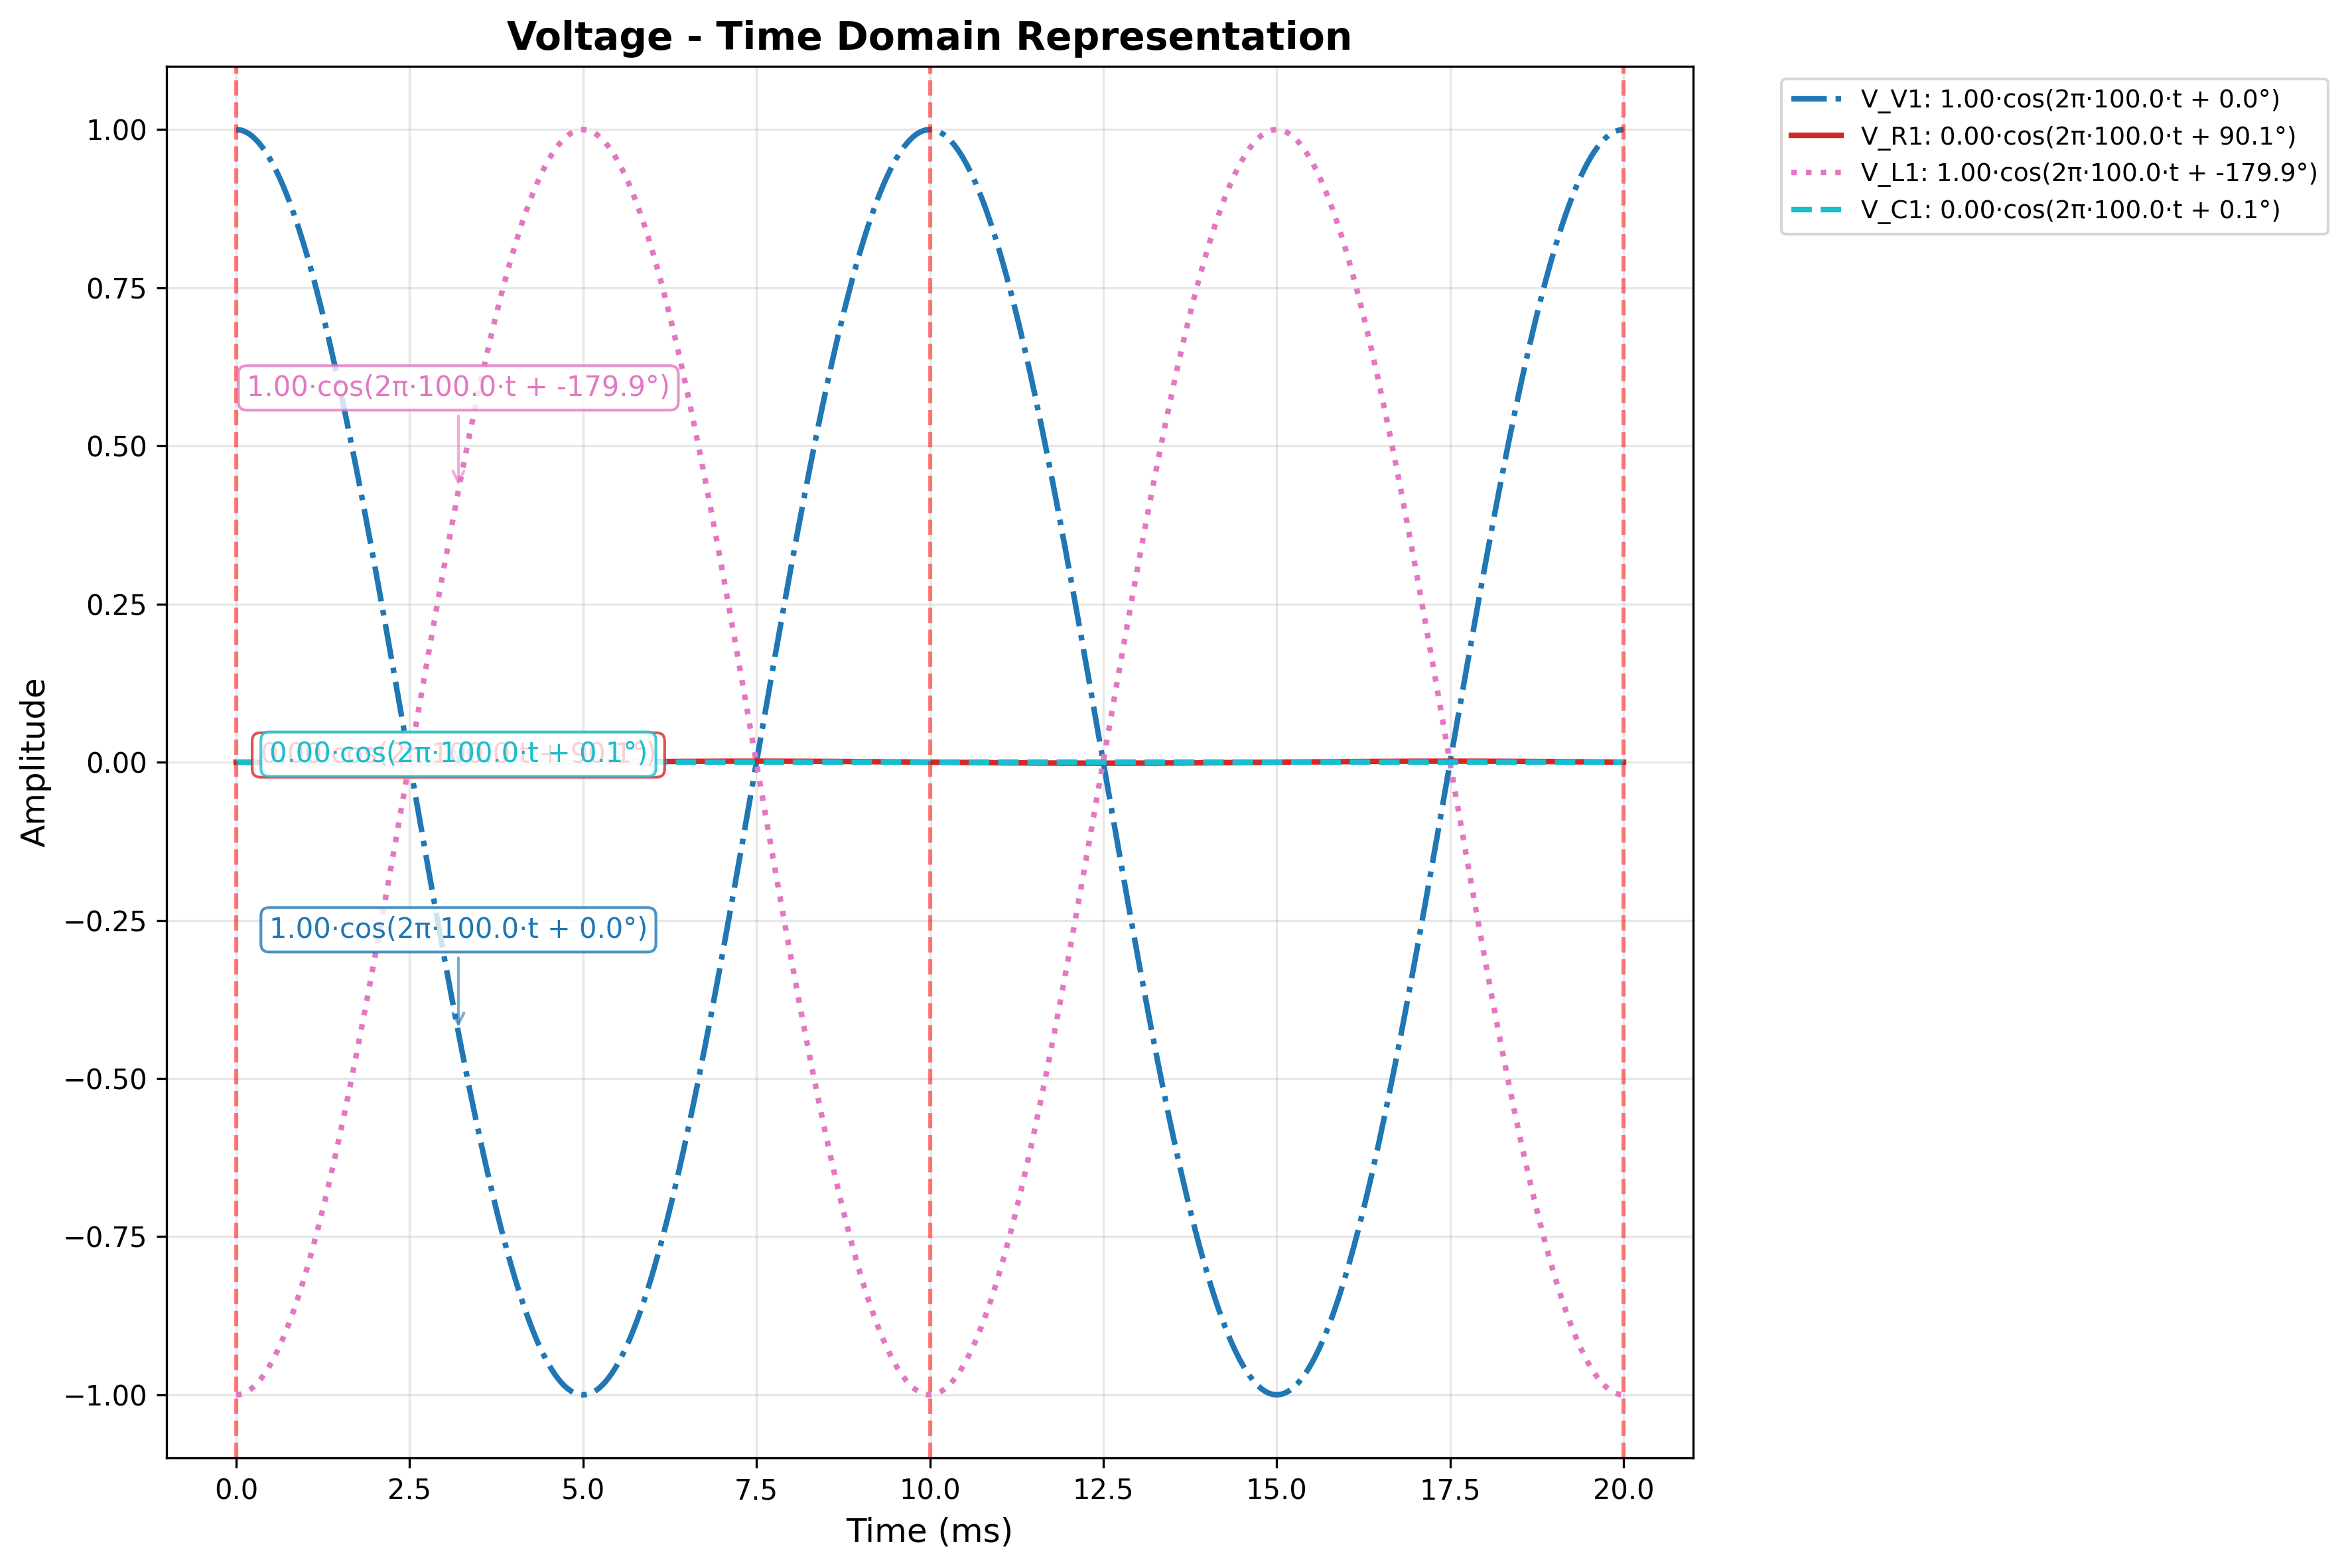 Voltage - Time Domain Representation
V_V1: 1.00·cos(2π·100.0·t + 0.0°)
V_R1: 0.00·cos(2π·100.0·t + 90.1°)
V_L1: 1.00·cos(2π·100.0·t + -179.9°)
V_C1: 0.00·cos(2π·100.0·t + 0.1°)
1.00
0.75
0.50
0.25
0.00
−0.25
−0.50
−0.75
−1.00
Amplitude
1.00·cos(2π·100.0·t + -179.9°)
0.00·cos(2π·100.0·t + 0.1°)
1.00·cos(2π·100.0·t + 0.0°)
0.0 2.5 5.0 7.5 10.0 12.5 15.0 17.5 20.0
Time (ms)